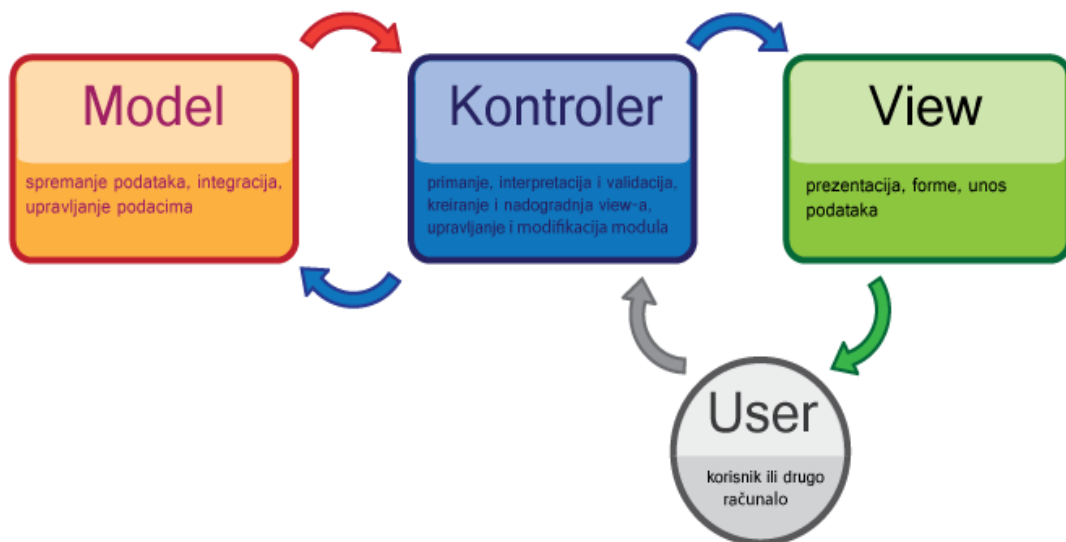 Model
spremanje podataka, integracija,
upravljanje podacima
Kontroler
primanje, interpretacija i validacija,
kreiranje i nadogradnja view-a,
upravljanje i modifikacija modula
View
prezentacija, forme, unos
podataka
User
korisnik ili drugo
računalo